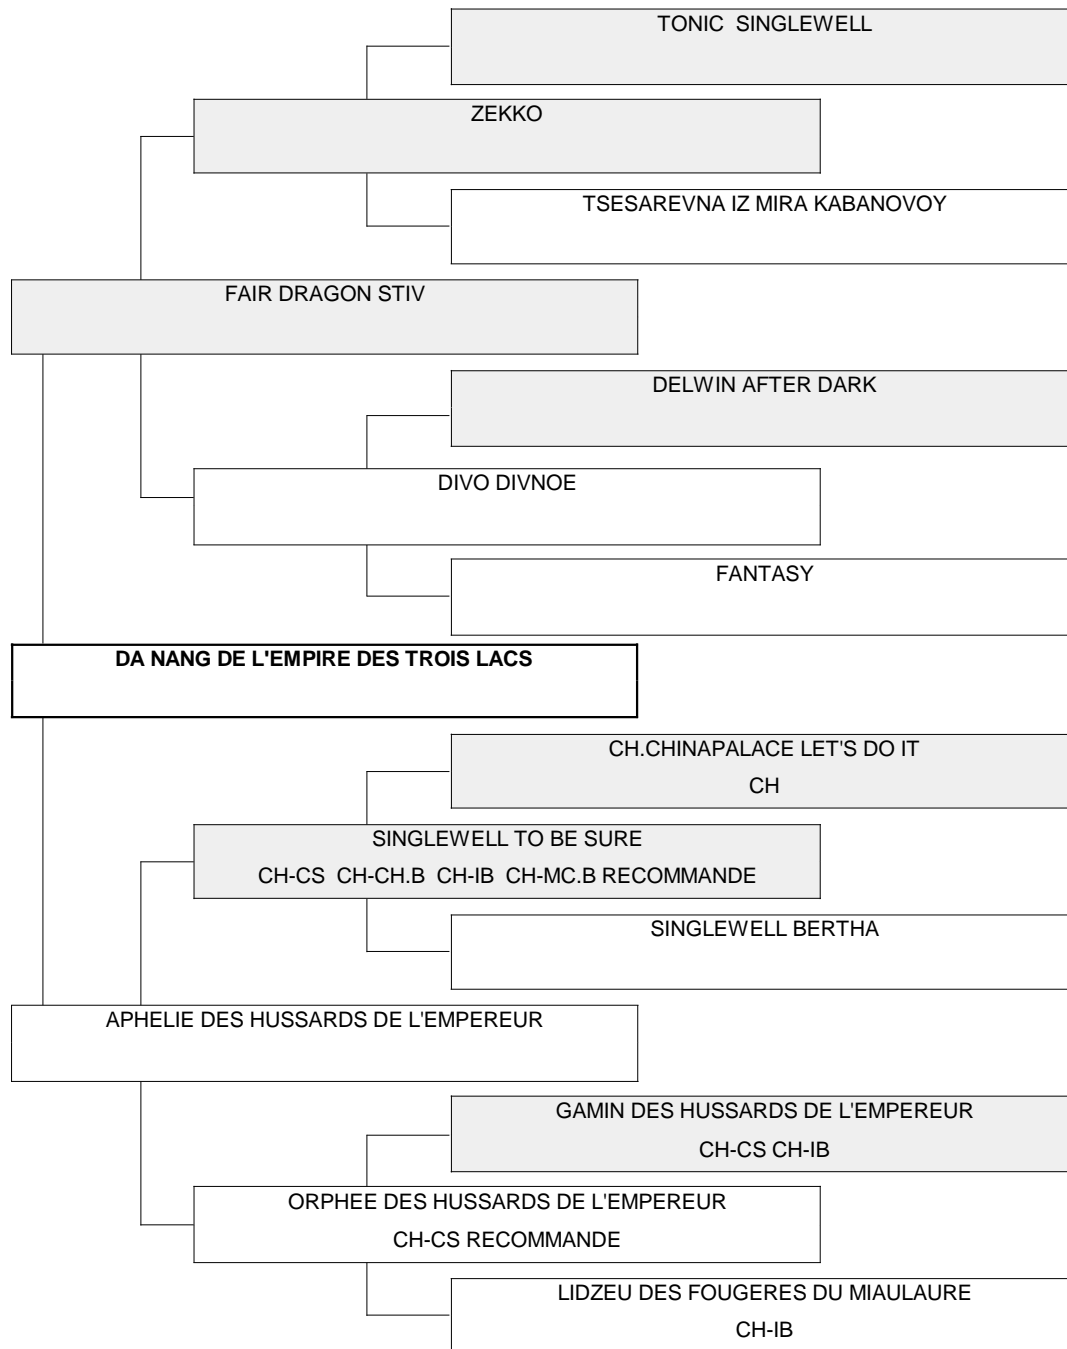 TONIC  SINGLEWELL
ZEKKO
TSESAREVNA IZ MIRA KABANOVOY
FAIR DRAGON STIV
DELWIN AFTER DARK
DIVO DIVNOE
FANTASY
DA NANG DE L'EMPIRE DES TROIS LACS
CH.CHINAPALACE LET'S DO IT
CH
SINGLEWELL TO BE SURE
CH-CS  CH-CH.B  CH-IB  CH-MC.B RECOMMANDE
SINGLEWELL BERTHA
APHELIE DES HUSSARDS DE L'EMPEREUR
GAMIN DES HUSSARDS DE L'EMPEREUR
CH-CS CH-IB
ORPHEE DES HUSSARDS DE L'EMPEREUR
CH-CS RECOMMANDE
LIDZEU DES FOUGERES DU MIAULAURE
CH-IB